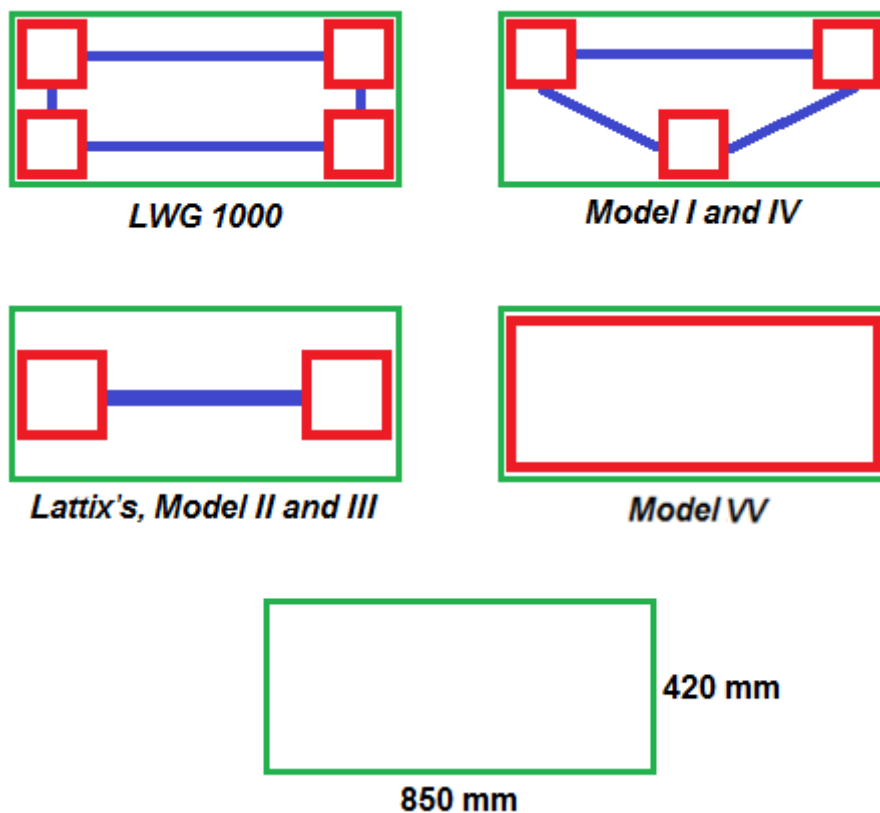 LWG 1000
Model I and IV
Lattix's, Model II and III
Model VV
420 mm
850 mm